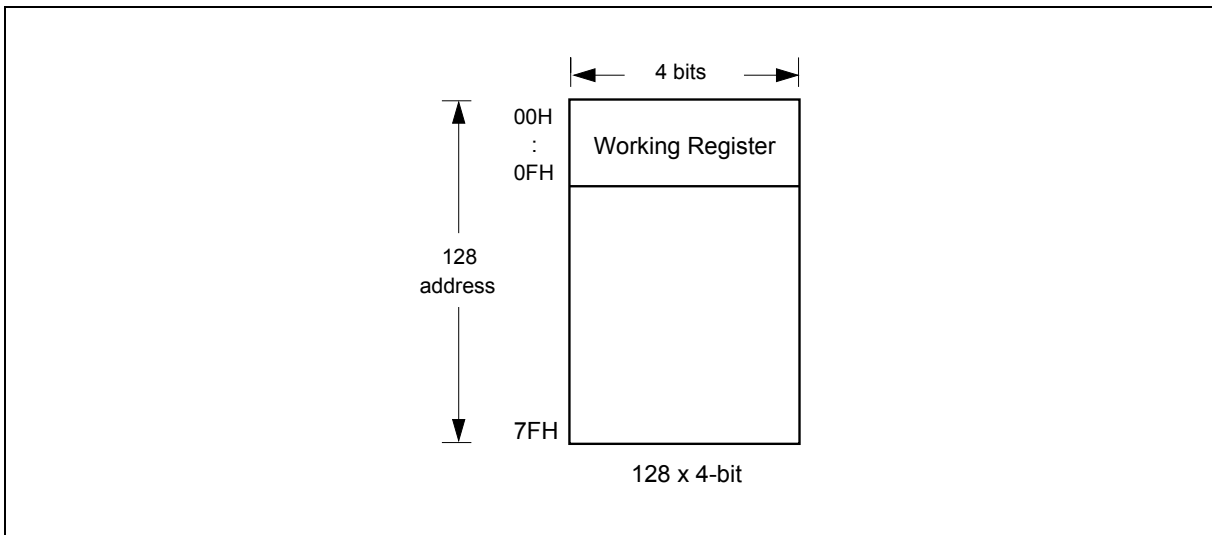 4 bits
00H
:
0FH
Working Register
128
address
7FH
128 x 4-bit